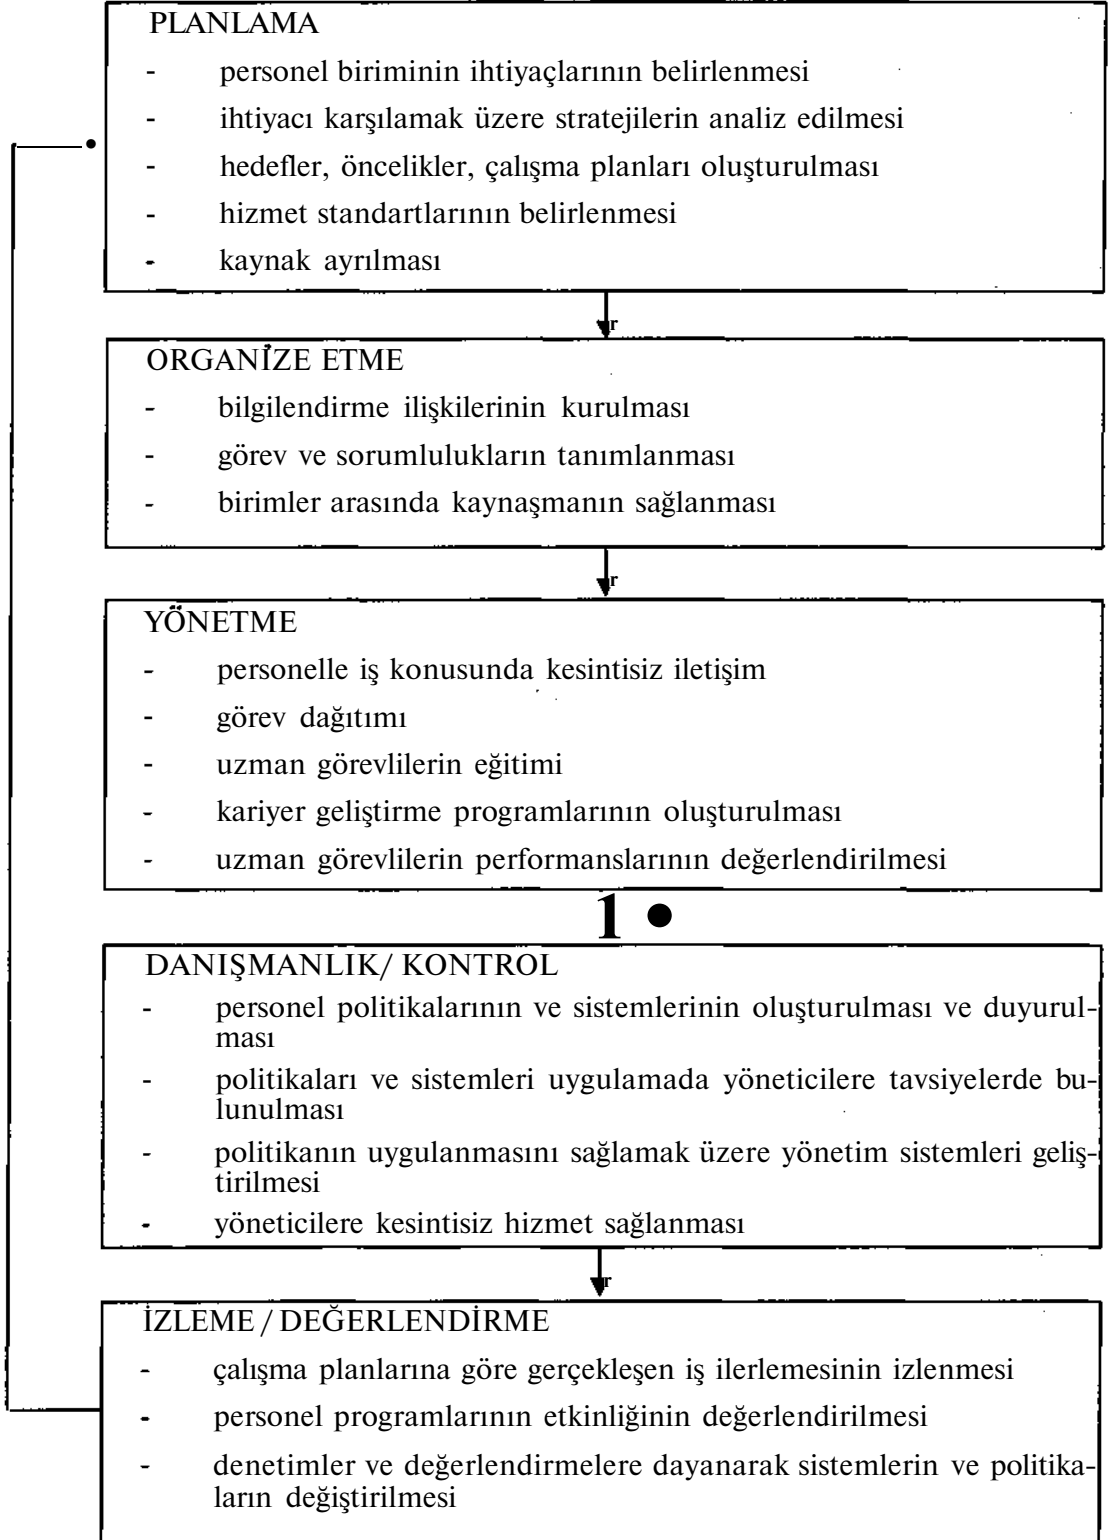 PLANLAMA
- personel biriminin ihtiyaçlarının belirlenmesi
- ihtiyacı karşılamak üzere stratejilerin analiz edilmesi
- hedefler, öncelikler, çalışma planları oluşturulması
- hizmet standartlarının belirlenmesi
- kaynak ayrılması
r
ORGANİZE ETME
- bilgilendirme ilişkilerinin kurulması
- görev ve sorumlulukların tanımlanması
- birimler arasında kaynaşmanın sağlanması
r
YÖNETME
- personelle iş konusunda kesintisiz iletişim
- görev dağıtımı
- uzman görevlilerin eğitimi
- kariyer geliştirme programlarının oluşturulması
- uzman görevlilerin performanslarının değerlendirilmesi
1 •
DANIŞMANLIK/ KONTROL
- personel politikalarının ve sistemlerinin oluşturulması ve duyurul-
ması
- politikaları ve sistemleri uygulamada yöneticilere tavsiyelerde bu-
lunulması
- politikanın uygulanmasını sağlamak üzere yönetim sistemleri geliş-
tirilmesi
- yöneticilere kesintisiz hizmet sağlanması
r
İZLEME / DEĞERLENDİRME
- çalışma planlarına göre gerçekleşen iş ilerlemesinin izlenmesi
- personel programlarının etkinliğinin değerlendirilmesi
- denetimler ve değerlendirmelere dayanarak sistemlerin ve politika-
ların değiştirilmesi